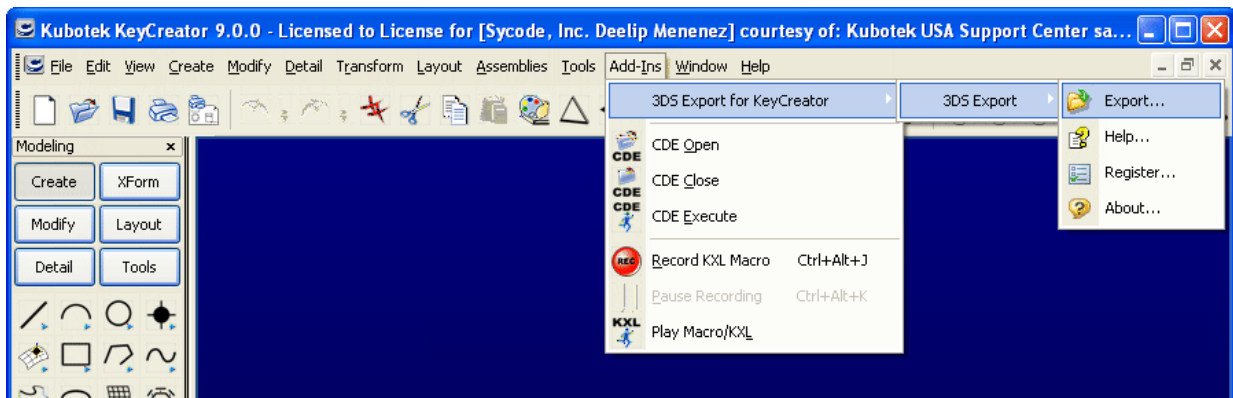 Kubotek KeyCreator 9.0.0 - Licensed to License for [Sycode, Inc. Deelip Menenez] courtesy of: Kubotek USA Support Center sa...
File Edit View Create Modify Detail Transform Layout Assemblies Tools Add-Ins Window Help
3DS Export for KeyCreator
3DS Export
Export...
Help...
Register...
About...
CDE CDE Open
CDE CDE Close
CDE CDE Execute
REC Record KXL Macro Ctrl+Alt+J
Pause Recording Ctrl+Alt+K
KXL Play Macro/KXL
Modeling
Create XForm
Modify Layout
Detail Tools